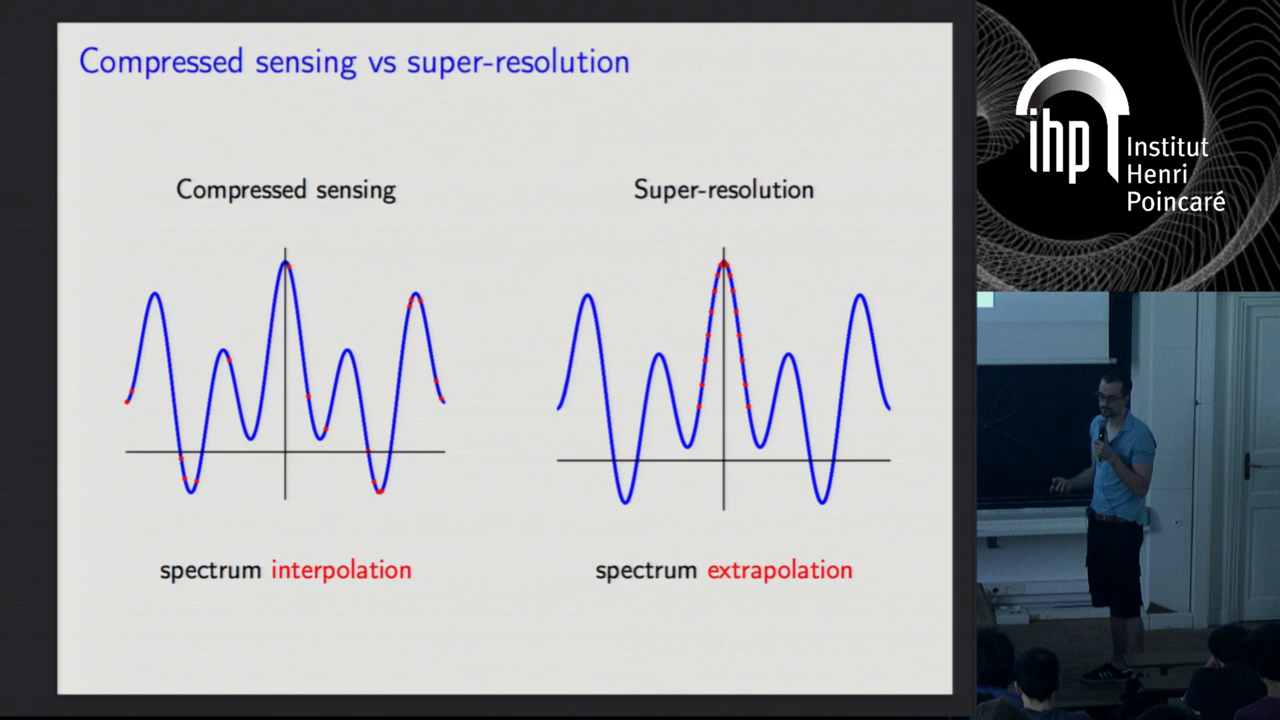 Compressed sensing vs super-resolution
Compressed sensing
Super-resolution
spectrum interpolation
spectrum extrapolation
ihp
Institut
Henri
Poincaré